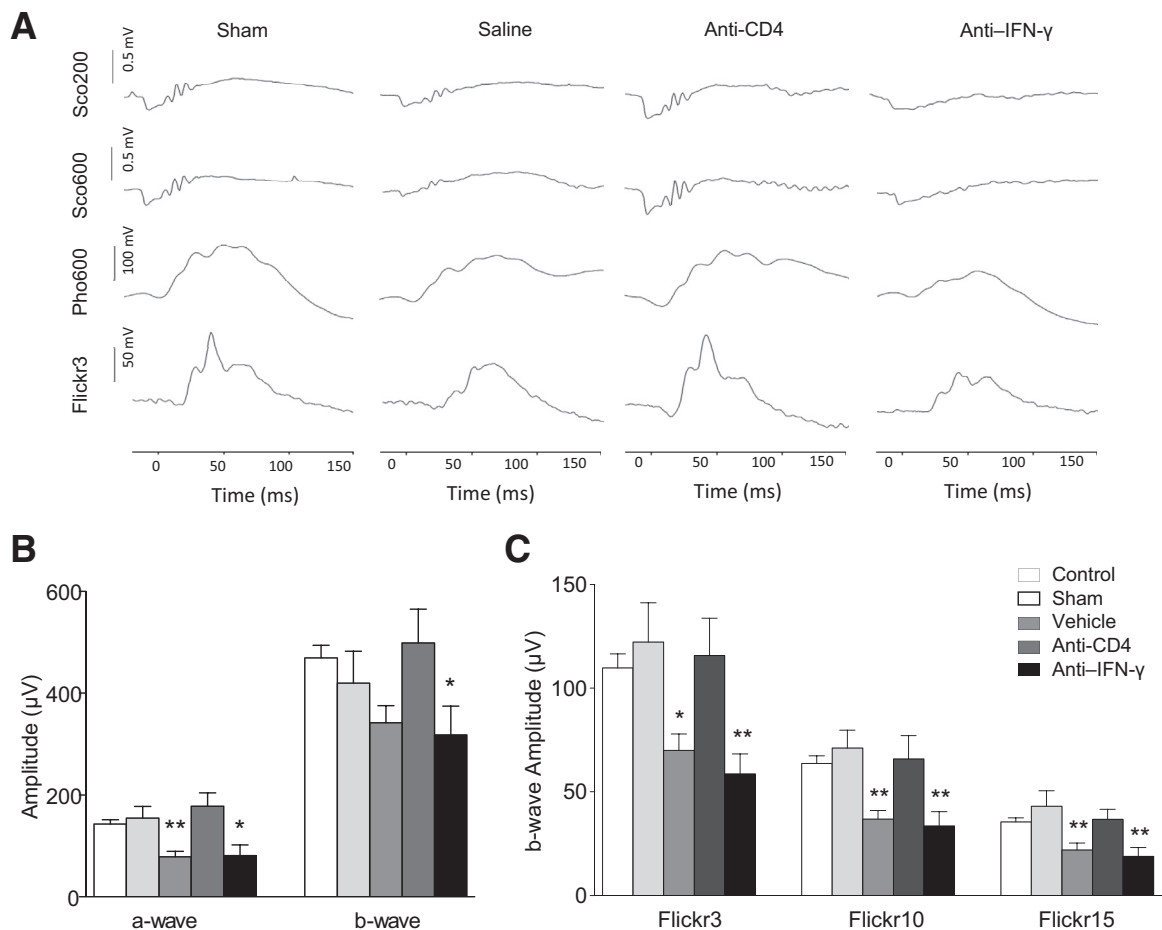 A
Sham Saline Anti-CD4 Anti–IFN-γ
Sco200
0.5 mV
Sco600
0.5 mV
Pho600
100 mV
Flickr3
50 mV
0 50 100 150 0 50 100 150 0 50 100 150 0 50 100 150
Time (ms) Time (ms) Time (ms) Time (ms)
B
Amplitude (µV)
600
400
200
0
** * *
a-wave b-wave
C
b-wave Amplitude (µV)
150
100
50
0
* ** ** ** ** **
Flickr3 Flickr10 Flickr15
Control
Sham
Vehicle
Anti-CD4
Anti–IFN-γ